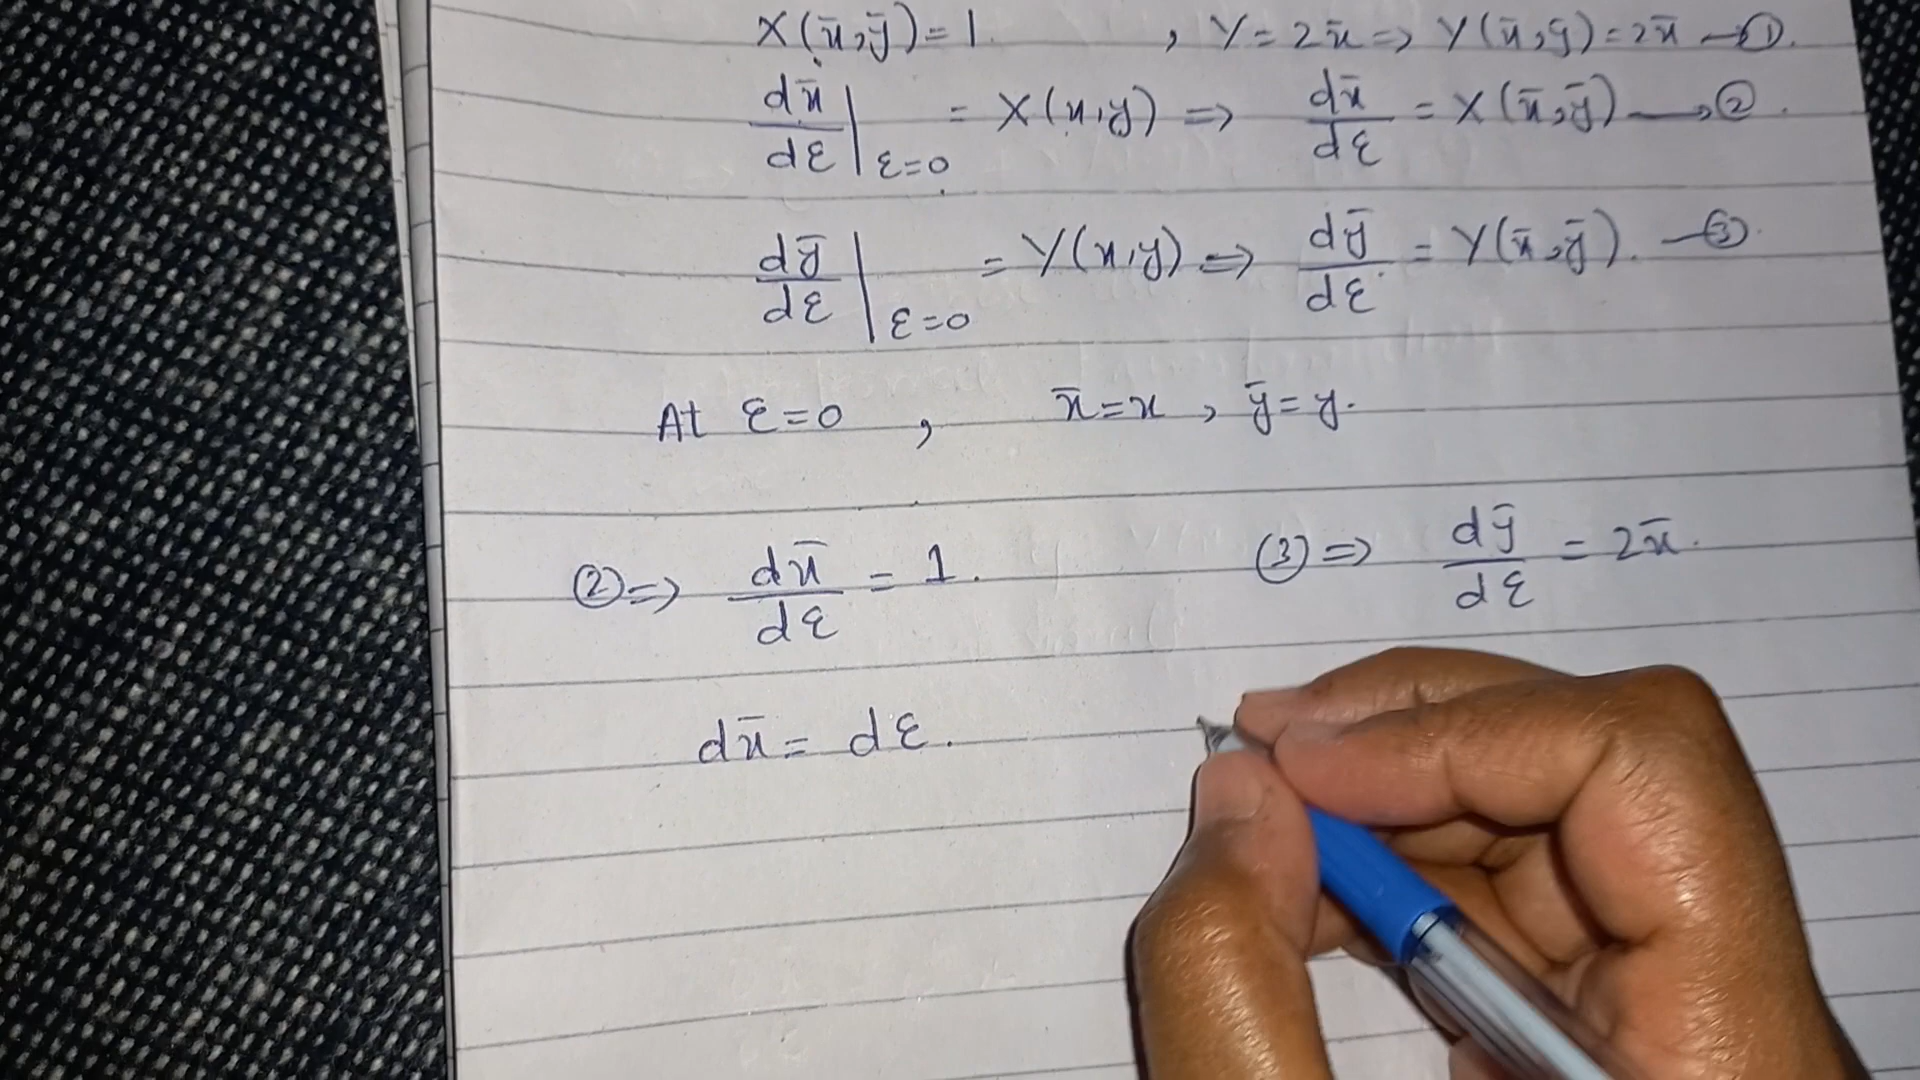 X(x̄,ȳ)=1. , Y=2x̄ => Y(x̄,ȳ)=2x̄ —①.
dx̄/dε |ε=0 = X(x,y) => dx̄/dε = X(x̄,ȳ) —② .
dȳ/dε |ε=0 = Y(x,y) => dȳ/dε = Y(x̄,ȳ). —③
At ε=0 , x̄=x , ȳ=y.
②=> dx̄/dε = 1. ③=> dȳ/dε = 2x̄.
dx̄ = dε.